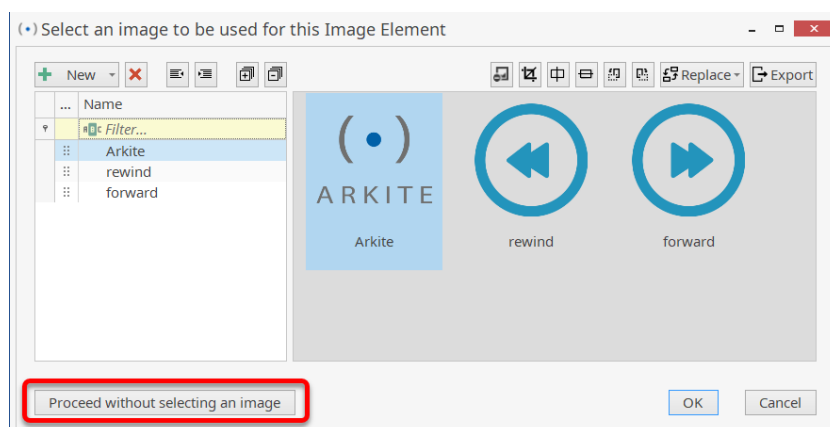 (•) Select an image to be used for this Image Element
New
Replace
Export
... Name
Filter...
Arkite
rewind
forward
(•)
ARKITE
Arkite
rewind
forward
Proceed without selecting an image
OK
Cancel